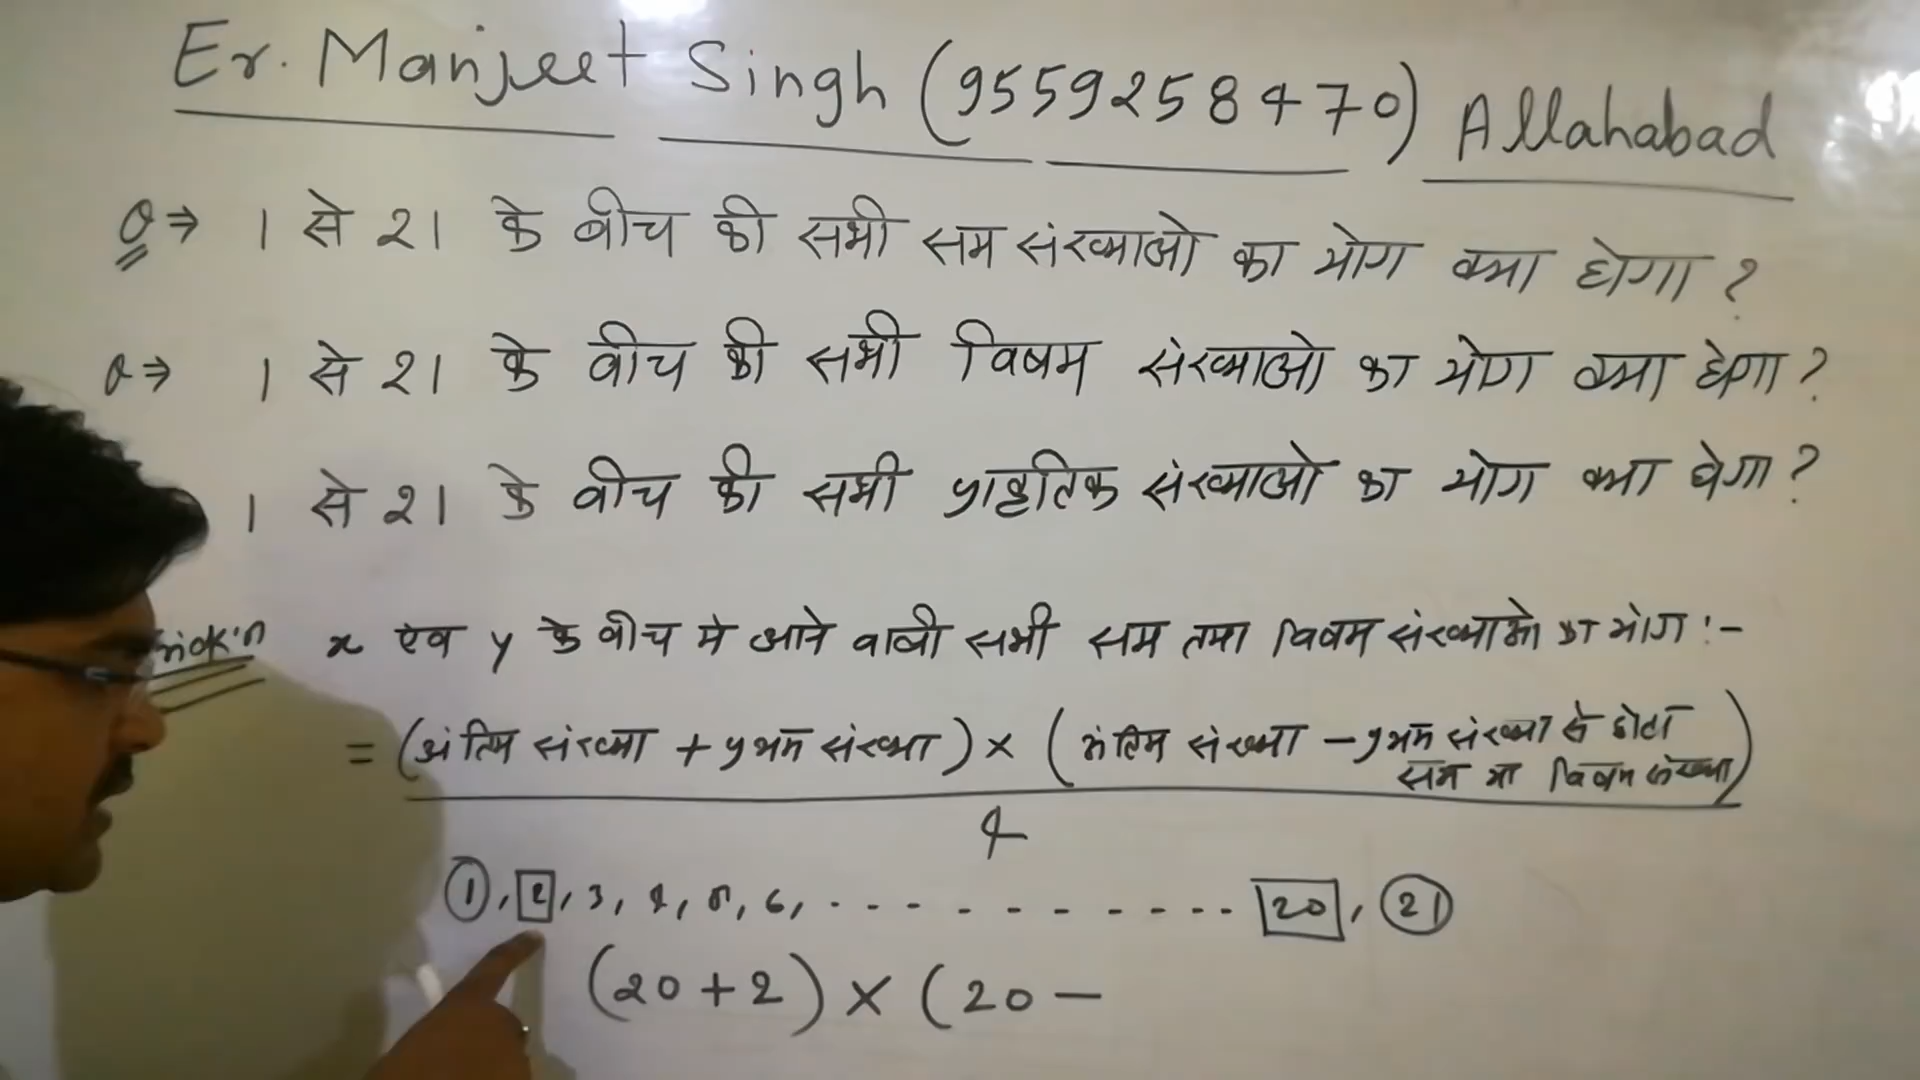 Er. Manjeet Singh (9559258470) Allahabad
Q ⇒ 1 से 21 के बीच की सभी सम संख्याओ का योग क्या होगा ?
Q ⇒ 1 से 21 के बीच की सभी विषम संख्याओ का योग क्या होगा ?
1 से 21 के बीच की सभी प्राकृतिक संख्याओ का योग क्या होगा ?
x एव y के बीच मे आने वाली सभी सम तथा विषम संख्याओ का योग :-
= (अंतिम संख्या + प्रथम संख्या) × (अंतिम संख्या - प्रथम संख्या से छोटा
सम या विषम संख्या)
4
1, 2, 3, 4, 5, 6, - - - - - - - - - - - 20, 21
(20 + 2) × (20 -